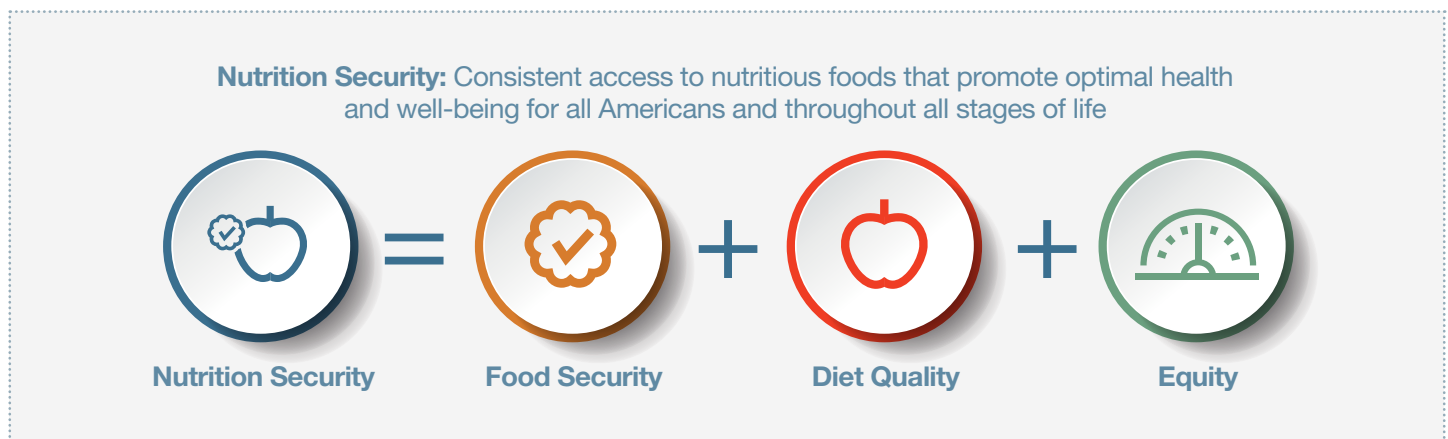 Nutrition Security: Consistent access to nutritious foods that promote optimal health
and well-being for all Americans and throughout all stages of life
= + +
Nutrition Security Food Security Diet Quality Equity